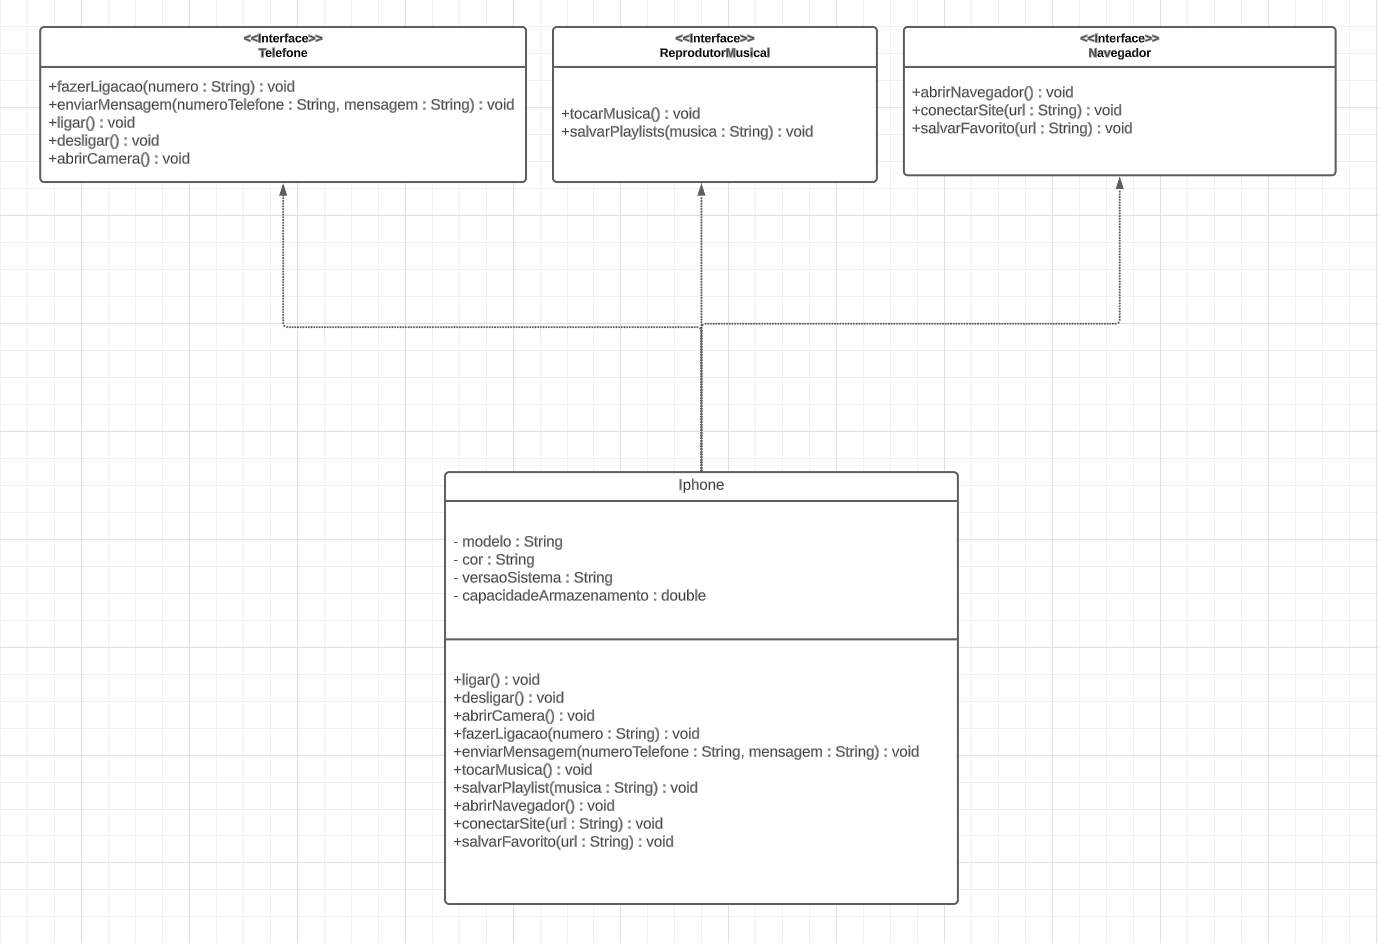 <<Interface>>
Telefone
+fazerLigacao(numero : String) : void
+enviarMensagem(numeroTelefone : String, mensagem : String) : void
+ligar() : void
+desligar() : void
+abrirCamera() : void
<<Interface>>
ReprodutorMusical
+tocarMusica() : void
+salvarPlaylists(musica : String) : void
<<Interface>>
Navegador
+abrirNavegador() : void
+conectarSite(url : String) : void
+salvarFavorito(url : String) : void
Iphone
- modelo : String
- cor : String
- versaoSistema : String
- capacidadeArmazenamento : double
+ligar() : void
+desligar() : void
+abrirCamera() : void
+fazerLigacao(numero : String) : void
+enviarMensagem(numeroTelefone : String, mensagem : String) : void
+tocarMusica() : void
+salvarPlaylist(musica : String) : void
+abrirNavegador() : void
+conectarSite(url : String) : void
+salvarFavorito(url : String) : void